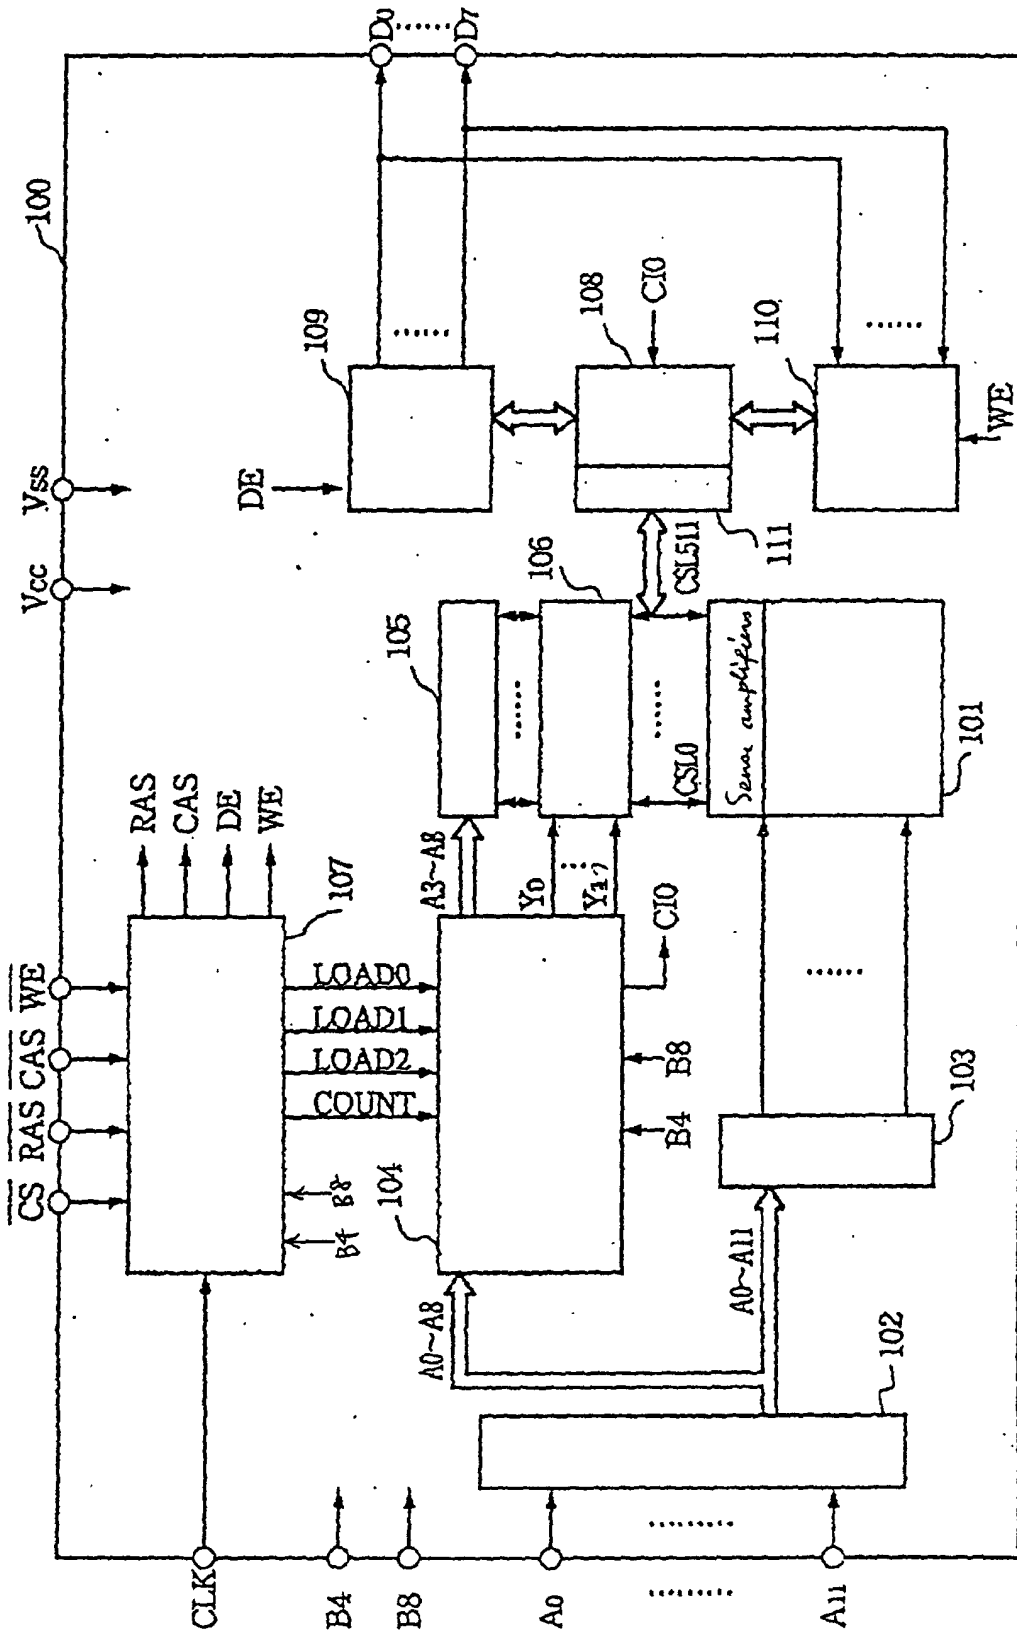 100
Vcc
Vss
CS
RAS
CAS
WE
CLK
B4
B8
A0
A11
D0
D7
RAS
CAS
DE
WE
107
B4
B8
COUNT
LOAD2
LOAD1
LOAD0
104
A0~A8
A0~A11
102
103
B4
B8
CI0
A3~A8
Y0
105
106
CSL0
CSL511
Sense amplifiers
101
DE
109
108
CI0
111
110
WE